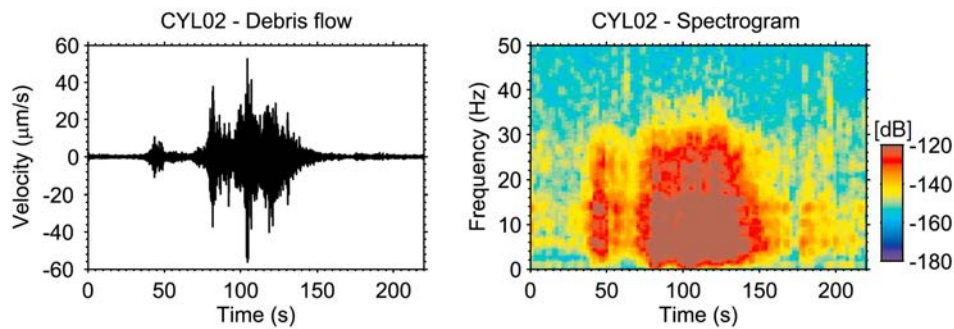 CYL02 - Debris flow
60
40
20
0
-20
-40
-60
Velocity (μm/s)
0 50 100 150 200
Time (s)
CYL02 - Spectrogram
50
40
30
20
10
0
Frequency (Hz)
0 50 100 150 200
Time (s)
[dB]
-120
-140
-160
-180